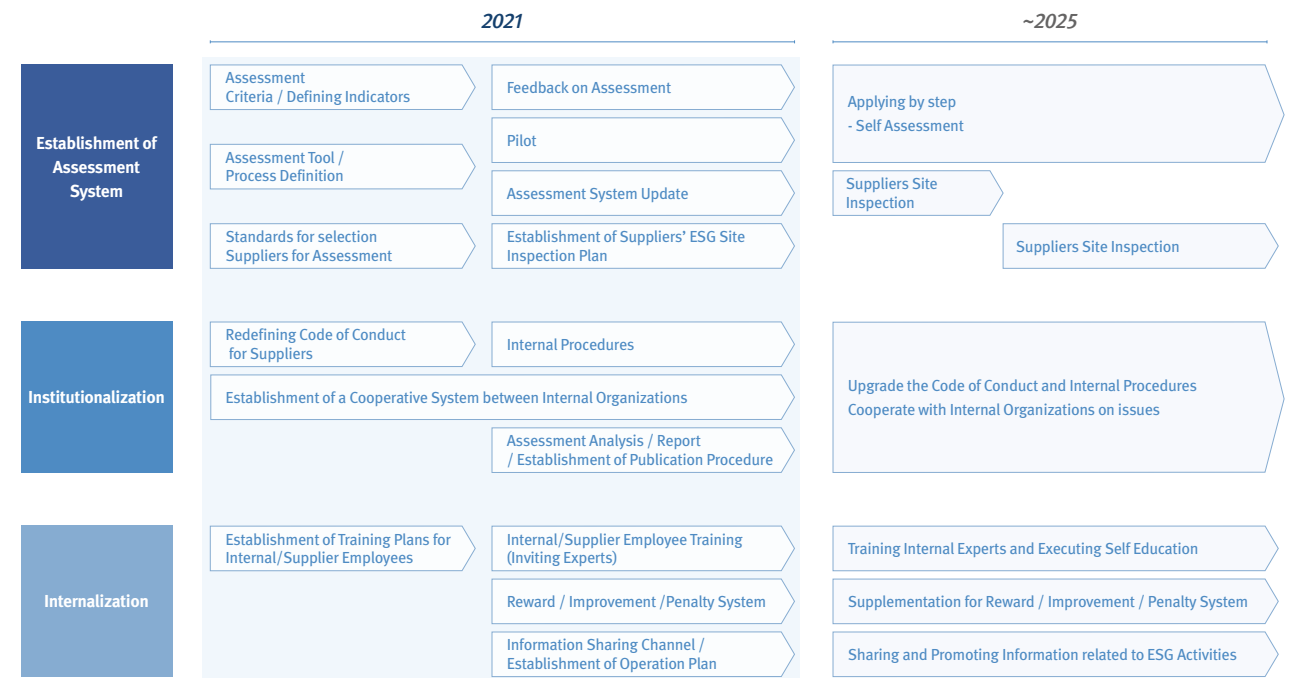 2021
~2025
Establishment of
Assessment
System
Assessment
Criteria / Defining Indicators
Assessment Tool /
Process Definition
Standards for selection
Suppliers for Assessment
Feedback on Assessment
Pilot
Assessment System Update
Establishment of Suppliers’ ESG Site
Inspection Plan
Applying by step
- Self Assessment
Suppliers Site
Inspection
Suppliers Site Inspection
Institutionalization
Redefining Code of Conduct
for Suppliers
Internal Procedures
Establishment of a Cooperative System between Internal Organizations
Assessment Analysis / Report
/ Establishment of Publication Procedure
Upgrade the Code of Conduct and Internal Procedures
Cooperate with Internal Organizations on issues
Internalization
Establishment of Training Plans for
Internal/Supplier Employees
Internal/Supplier Employee Training
(Inviting Experts)
Reward / Improvement /Penalty System
Information Sharing Channel /
Establishment of Operation Plan
Training Internal Experts and Executing Self Education
Supplementation for Reward / Improvement / Penalty System
Sharing and Promoting Information related to ESG Activities